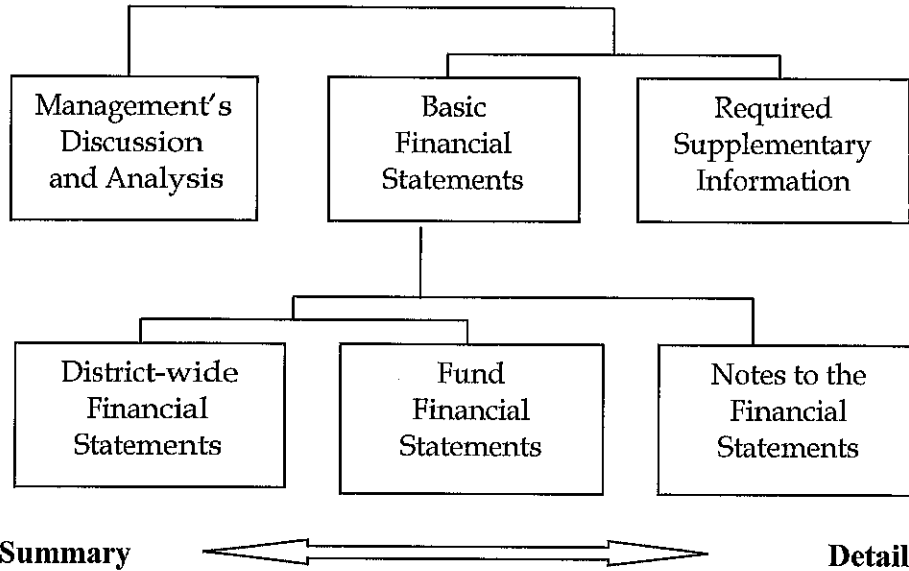 Management's
Discussion
and Analysis
Basic
Financial
Statements
Required
Supplementary
Information
District-wide
Financial
Statements
Fund
Financial
Statements
Notes to the
Financial
Statements
Summary
Detail